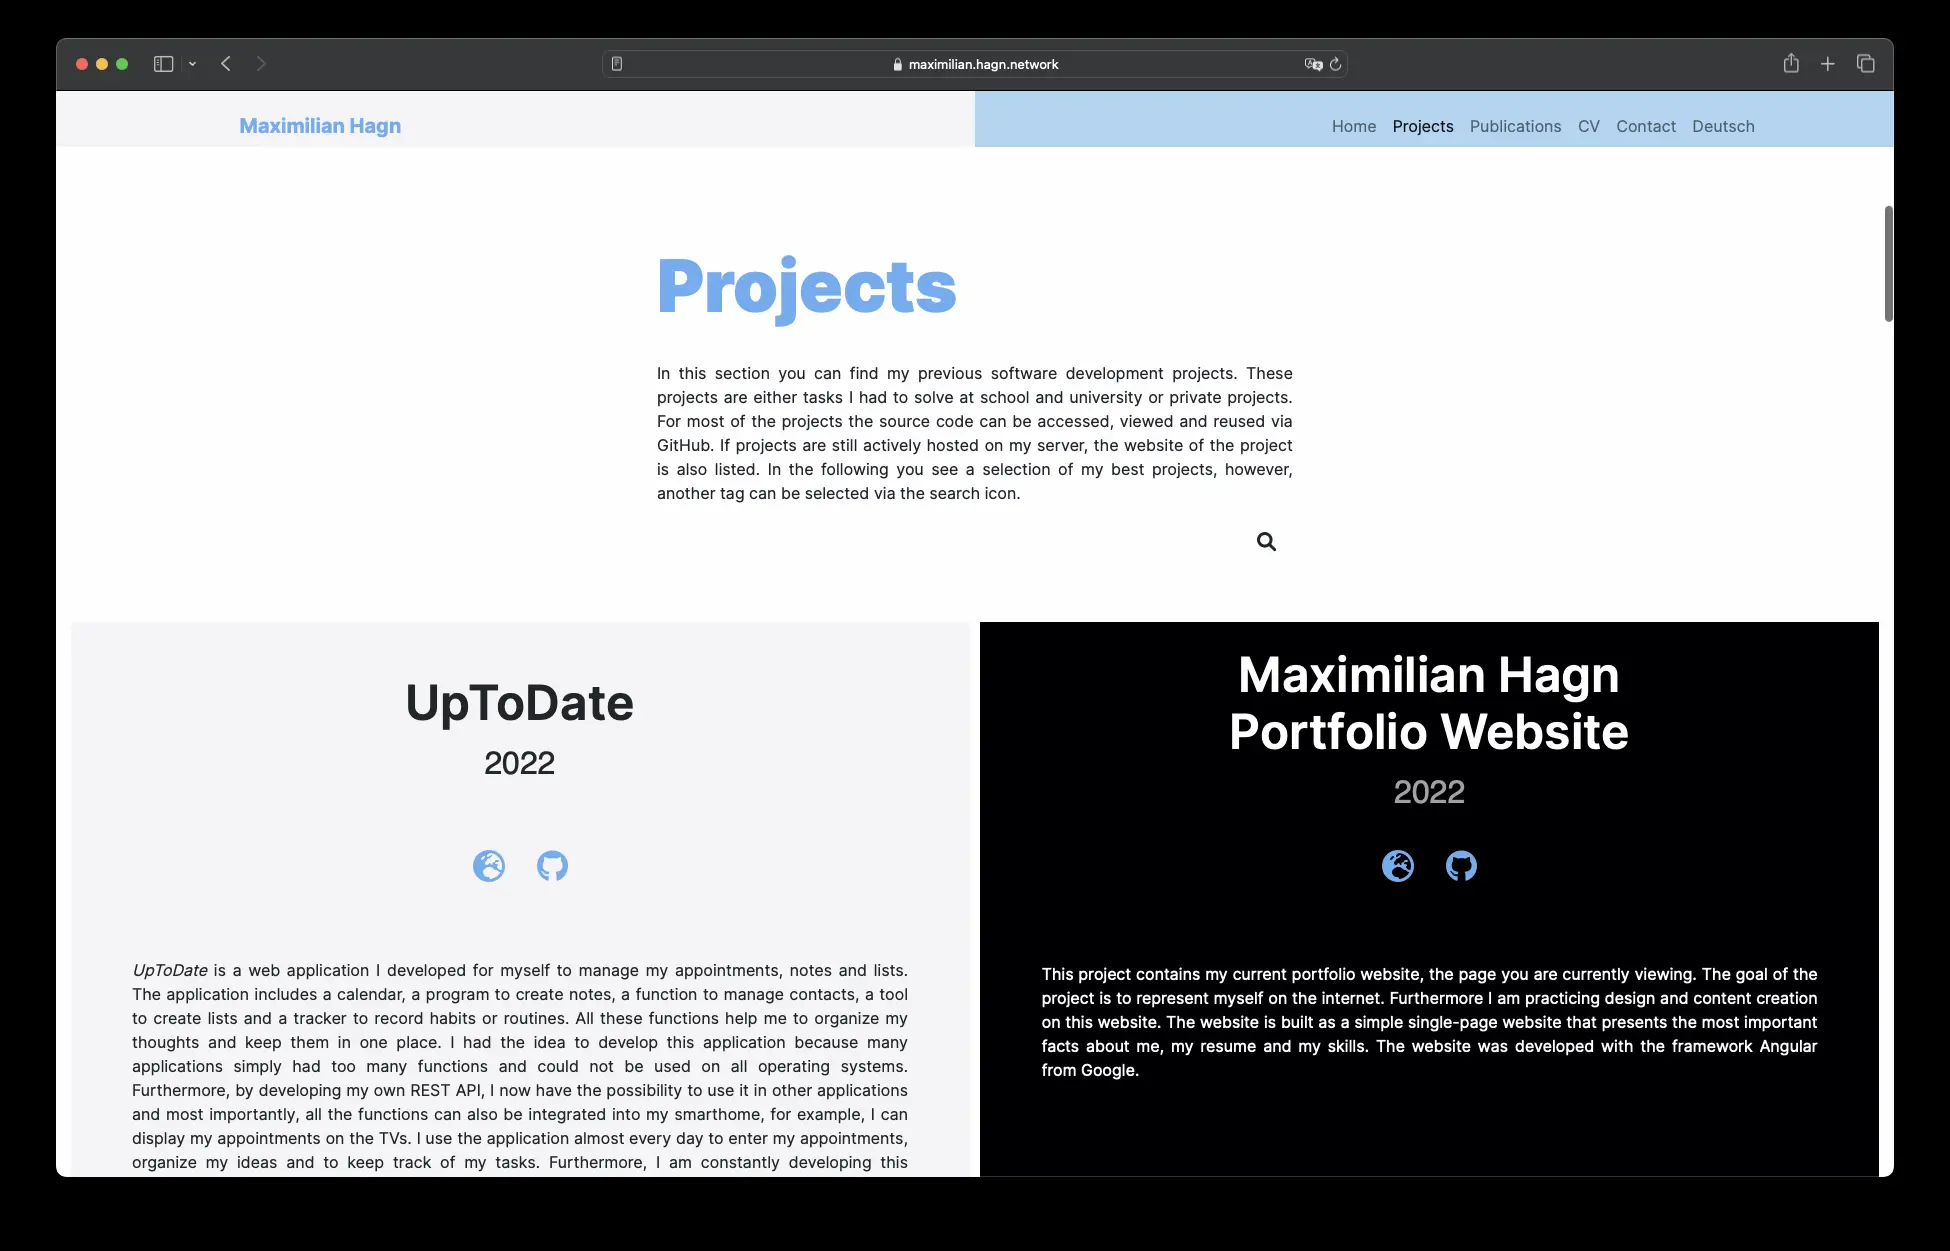 maximilian.hagn.network
Maximilian Hagn
Home Projects Publications CV Contact Deutsch
Projects
In this section you can find my previous software development projects. These
projects are either tasks I had to solve at school and university or private projects.
For most of the projects the source code can be accessed, viewed and reused via
GitHub. If projects are still actively hosted on my server, the website of the project
is also listed. In the following you see a selection of my best projects, however,
another tag can be selected via the search icon.
UpToDate
2022
UpToDate is a web application I developed for myself to manage my appointments, notes and lists.
The application includes a calendar, a program to create notes, a function to manage contacts, a tool
to create lists and a tracker to record habits or routines. All these functions help me to organize my
thoughts and keep them in one place. I had the idea to develop this application because many
applications simply had too many functions and could not be used on all operating systems.
Furthermore, by developing my own REST API, I now have the possibility to use it in other applications
and most importantly, all the functions can also be integrated into my smarthome, for example, I can
display my appointments on the TVs. I use the application almost every day to enter my appointments,
organize my ideas and to keep track of my tasks. Furthermore, I am constantly developing this
Maximilian Hagn
Portfolio Website
2022
This project contains my current portfolio website, the page you are currently viewing. The goal of the
project is to represent myself on the internet. Furthermore I am practicing design and content creation
on this website. The website is built as a simple single-page website that presents the most important
facts about me, my resume and my skills. The website was developed with the framework Angular
from Google.